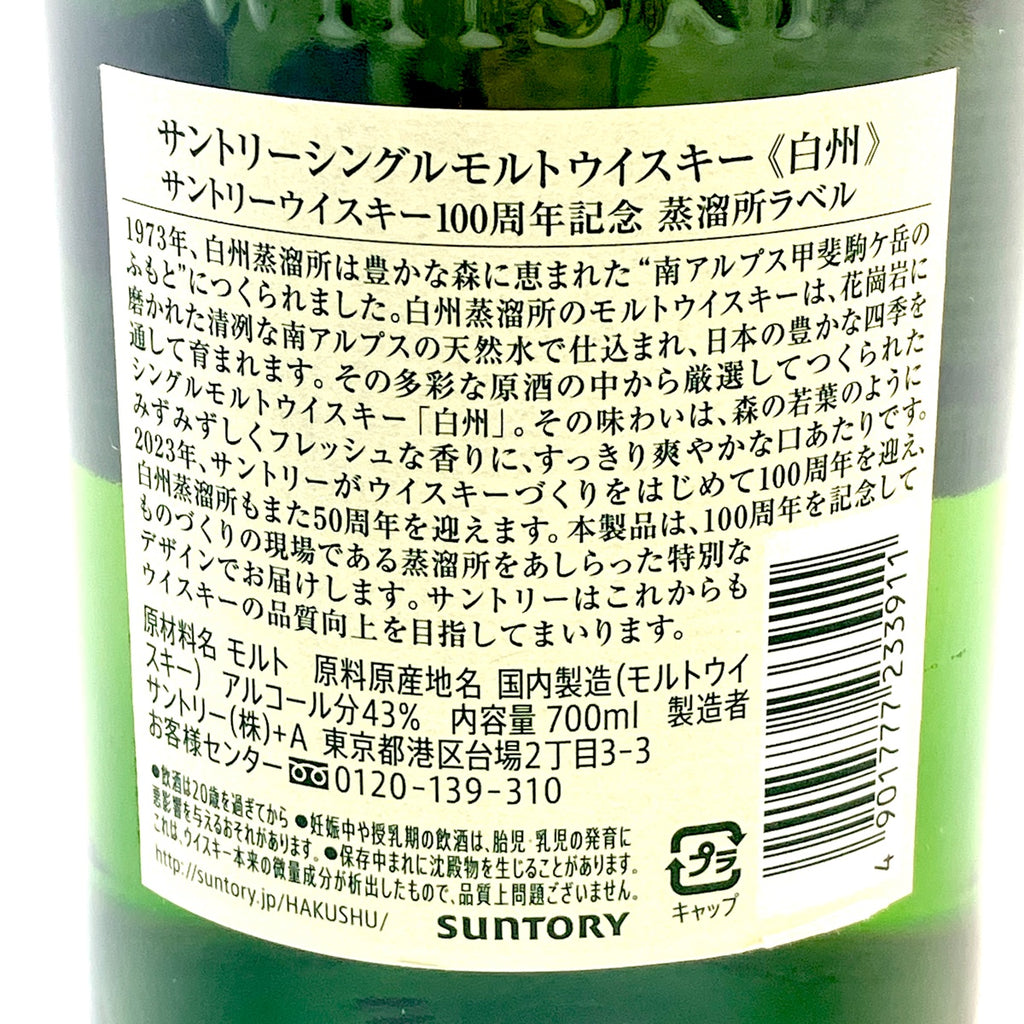 WHISKY
サントリーシングルモルトウイスキー《白州》
サントリーウイスキー100周年記念 蒸溜所ラベル
1973年、白州蒸溜所は豊かな森に恵まれた“南アルプス甲斐駒ケ岳の
ふもと”につくられました。白州蒸溜所のモルトウイスキーは、花崗岩に
磨かれた清冽な南アルプスの天然水で仕込まれ、日本の豊かな四季を
通して育まれます。その多彩な原酒の中から厳選してつくられた
シングルモルトウイスキー「白州」。その味わいは、森の若葉のように
みずみずしくフレッシュな香りに、すっきり爽やかな口あたりです。
2023年、サントリーがウイスキーづくりをはじめて100周年を迎え、
白州蒸溜所もまた50周年を迎えます。本製品は、100周年を記念して
ものづくりの現場である蒸溜所をあしらった特別な
デザインでお届けします。サントリーはこれからも
ウイスキーの品質向上を目指してまいります。
原材料名 モルト 原料原産地名 国内製造(モルトウイ
スキー) アルコール分43% 内容量 700ml 製造者
サントリー(株)+A 東京都港区台場2丁目3-3
お客様センター 0120-139-310
●飲酒は20歳を過ぎてから ●妊娠中や授乳期の飲酒は、胎児・乳児の発育に
悪影響を与えるおそれがあります。●保存中まれに沈殿物を生じることがあります。
これは、ウイスキー本来の微量成分が析出したもので、品質上問題ございません。
http://suntory.jp/HAKUSHU/
SUNTORY
プラ
キャップ
4 901777 233911